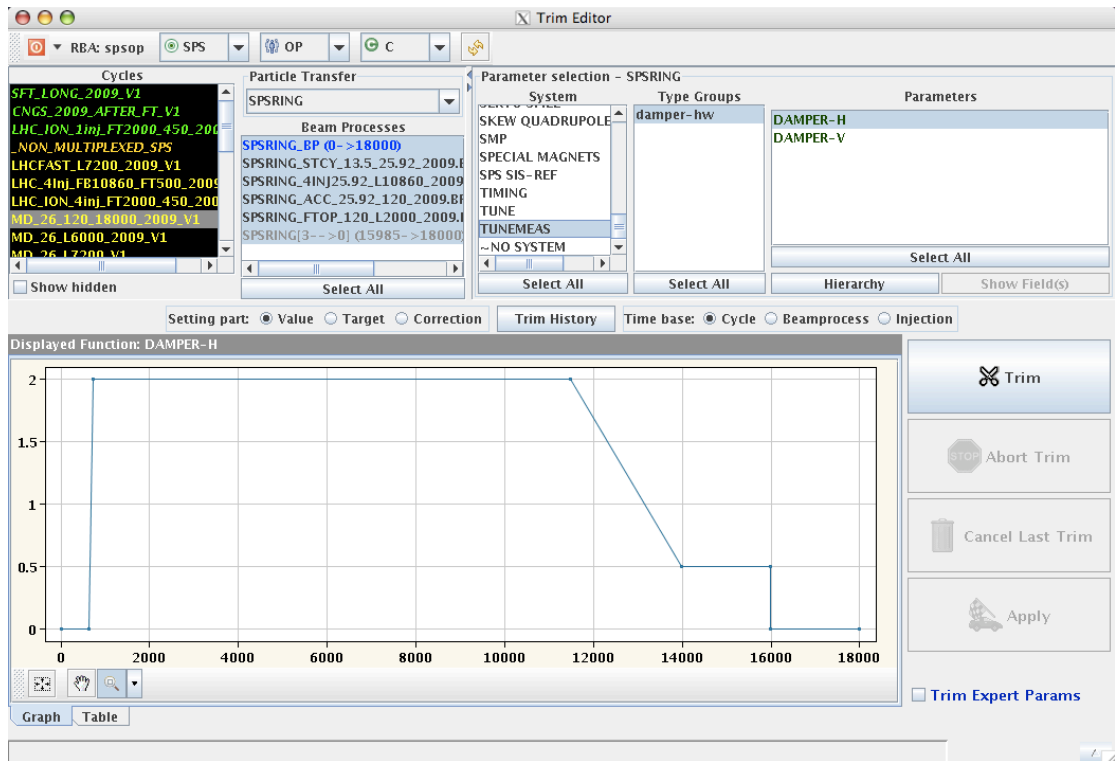 Trim Editor
RBA: spsop SPS OP C
Cycles
SFT_LONG_2009_V1
CNGS_2009_AFTER_FT_V1
LHC_ION_1inj_FT2000_450_200
_NON_MULTIPLEXED_SPS
LHCFAST_L7200_2009_V1
LHC_4Inj_FB10860_FT500_2009
LHC_ION_4inj_FT2000_450_200
MD_26_120_18000_2009_V1
MD_26_L6000_2009_V1
MD_26_L7200_V1
Show hidden
Particle Transfer
SPSRING
Beam Processes
SPSRING_BP (0->18000)
SPSRING_STCY_13.5_25.92_2009.B
SPSRING_4INJ25.92_L10860_2009
SPSRING_ACC_25.92_120_2009.BP
SPSRING_FTOP_120_L2000_2009.
SPSRING[3-->0] (15985->18000)
Select All
Parameter selection - SPSRING
System
SKEW QUADRUPOLE
SMP
SPECIAL MAGNETS
SPS SIS-REF
TIMING
TUNE
TUNEMEAS
~NO SYSTEM
Select All
Type Groups
damper-hw
Select All
Parameters
DAMPER-H
DAMPER-V
Select All
Hierarchy Show Field(s)
Setting part: Value Target Correction Trim History Time base: Cycle Beamprocess Injection
Displayed Function: DAMPER-H
2
1.5
1
0.5
0
0 2000 4000 6000 8000 10000 12000 14000 16000 18000
Trim
STOP Abort Trim
Cancel Last Trim
Apply
Trim Expert Params
Graph Table